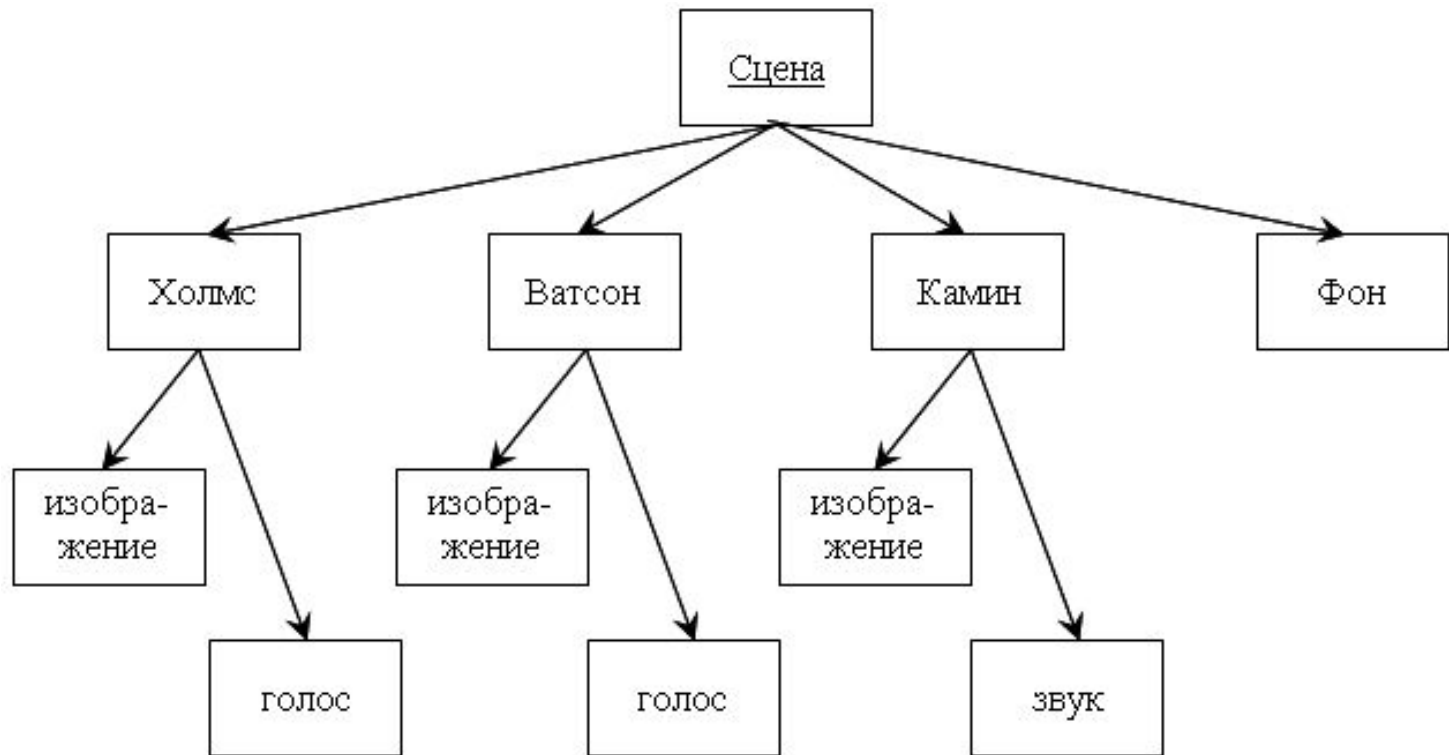 Сцена
Холмс
Ватсон
Камин
Фон
изобра-
жение
изобра-
жение
изобра-
жение
голос
голос
звук